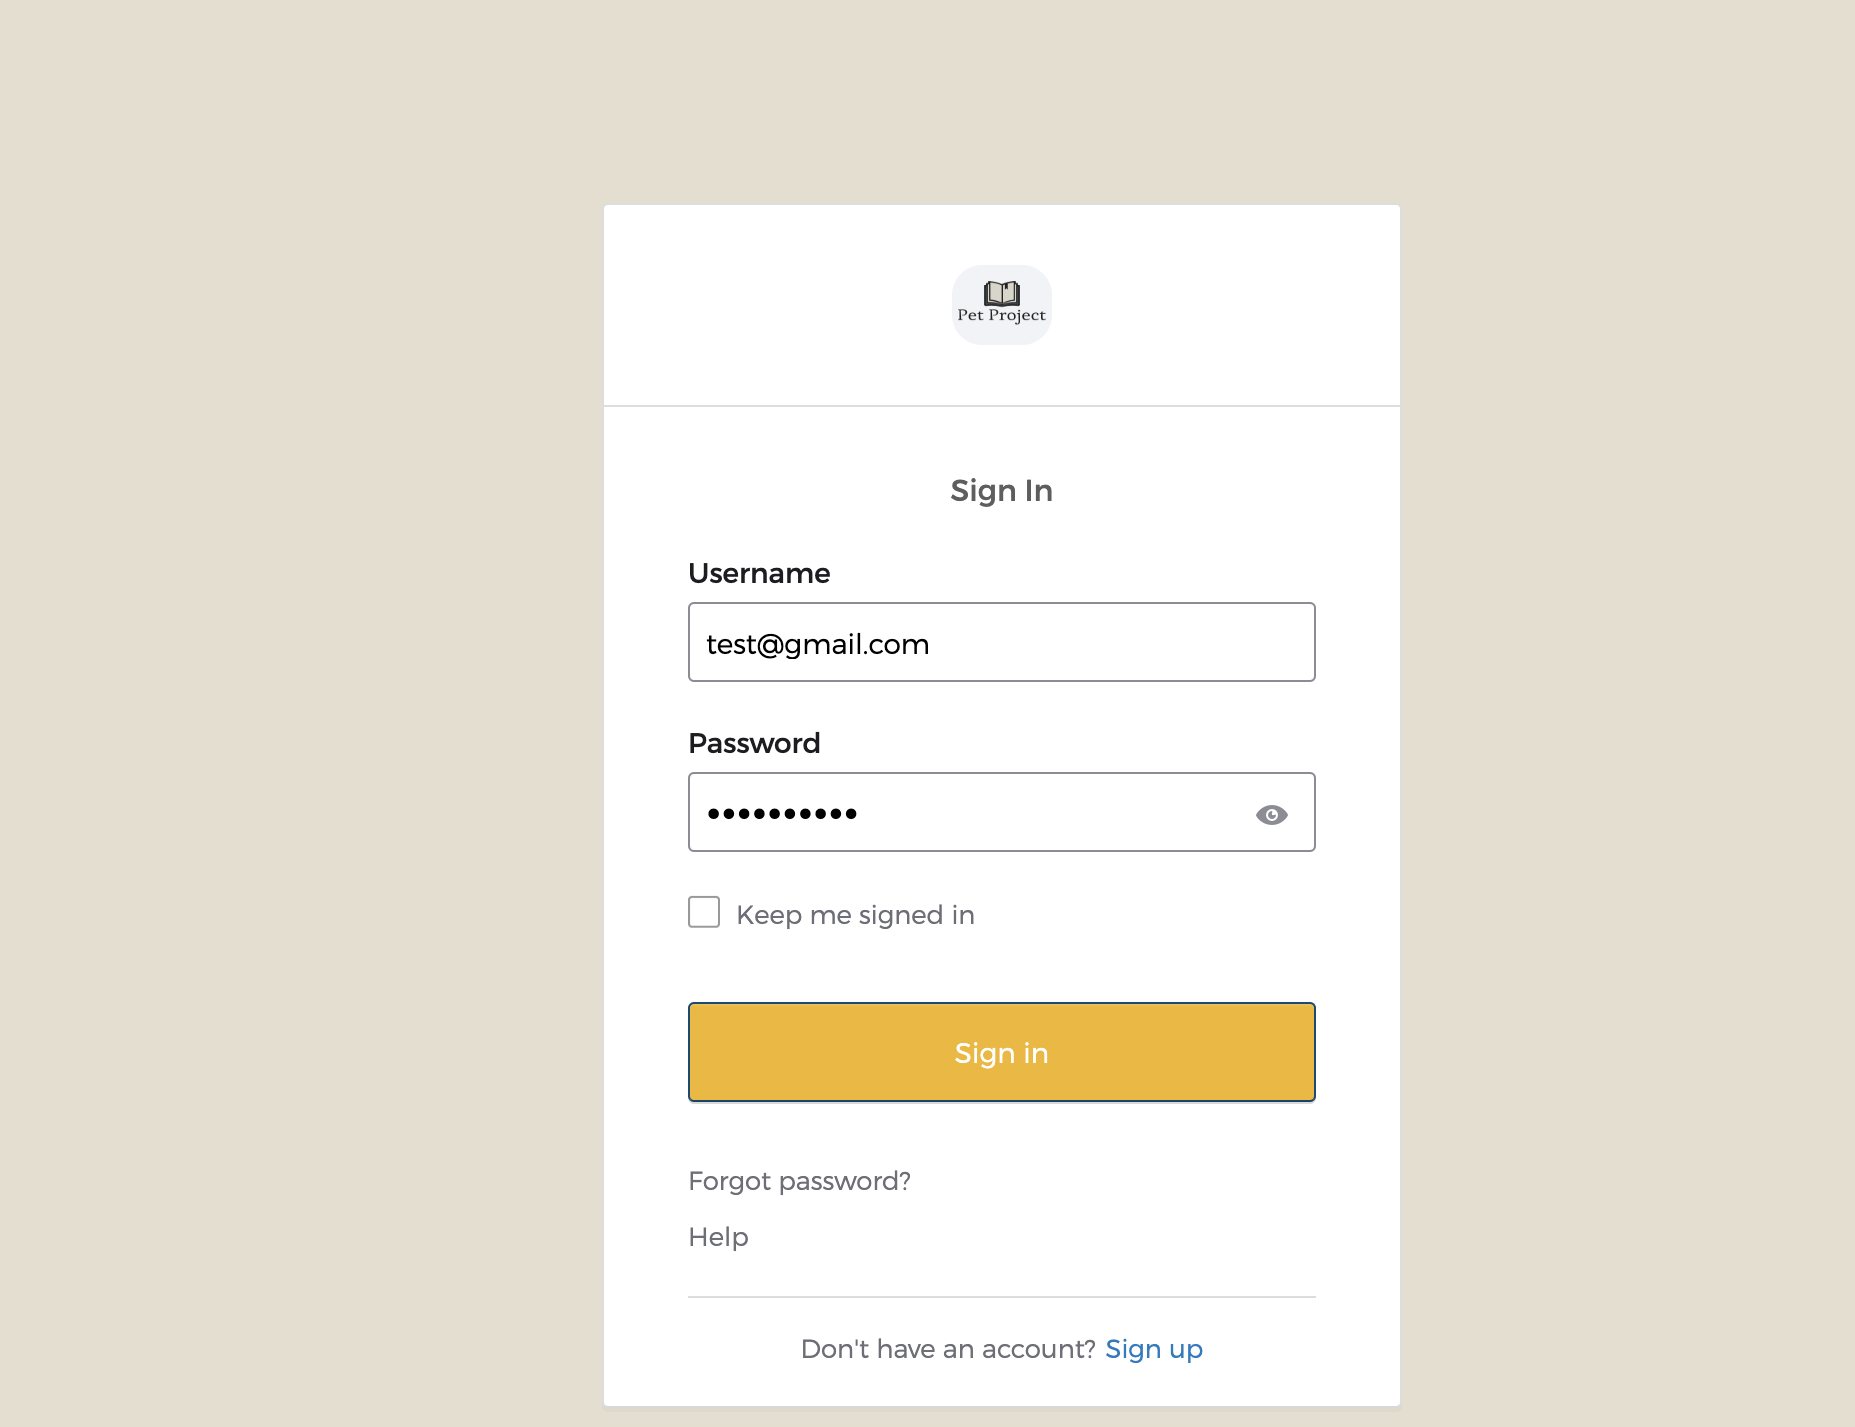 Pet Project
Sign In
Username
test@gmail.com
Password
••••••••••
Keep me signed in
Sign in
Forgot password?
Help
Don't have an account? Sign up